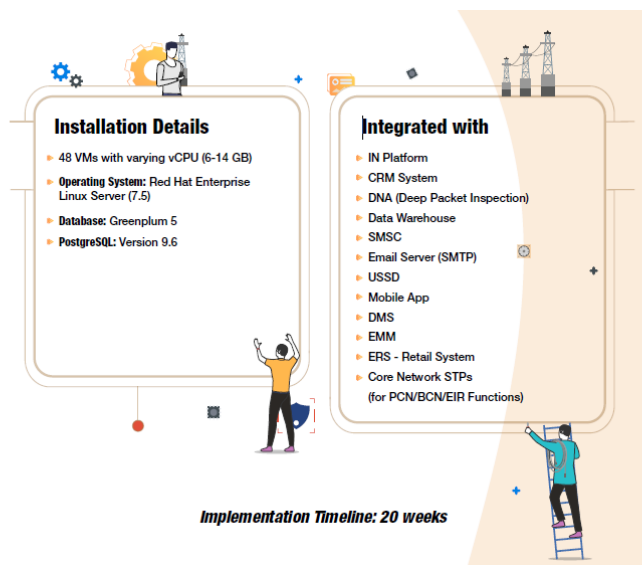 Installation Details
48 VMs with varying vCPU (6-14 GB)
Operating System: Red Hat Enterprise
Linux Server (7.5)
Database: Greenplum 5
PostgreSQL: Version 9.6
Integrated with
IN Platform
CRM System
DNA (Deep Packet Inspection)
Data Warehouse
SMSC
Email Server (SMTP)
USSD
Mobile App
DMS
EMM
ERS - Retail System
Core Network STPs
(for PCN/BCN/EIR Functions)
Implementation Timeline: 20 weeks